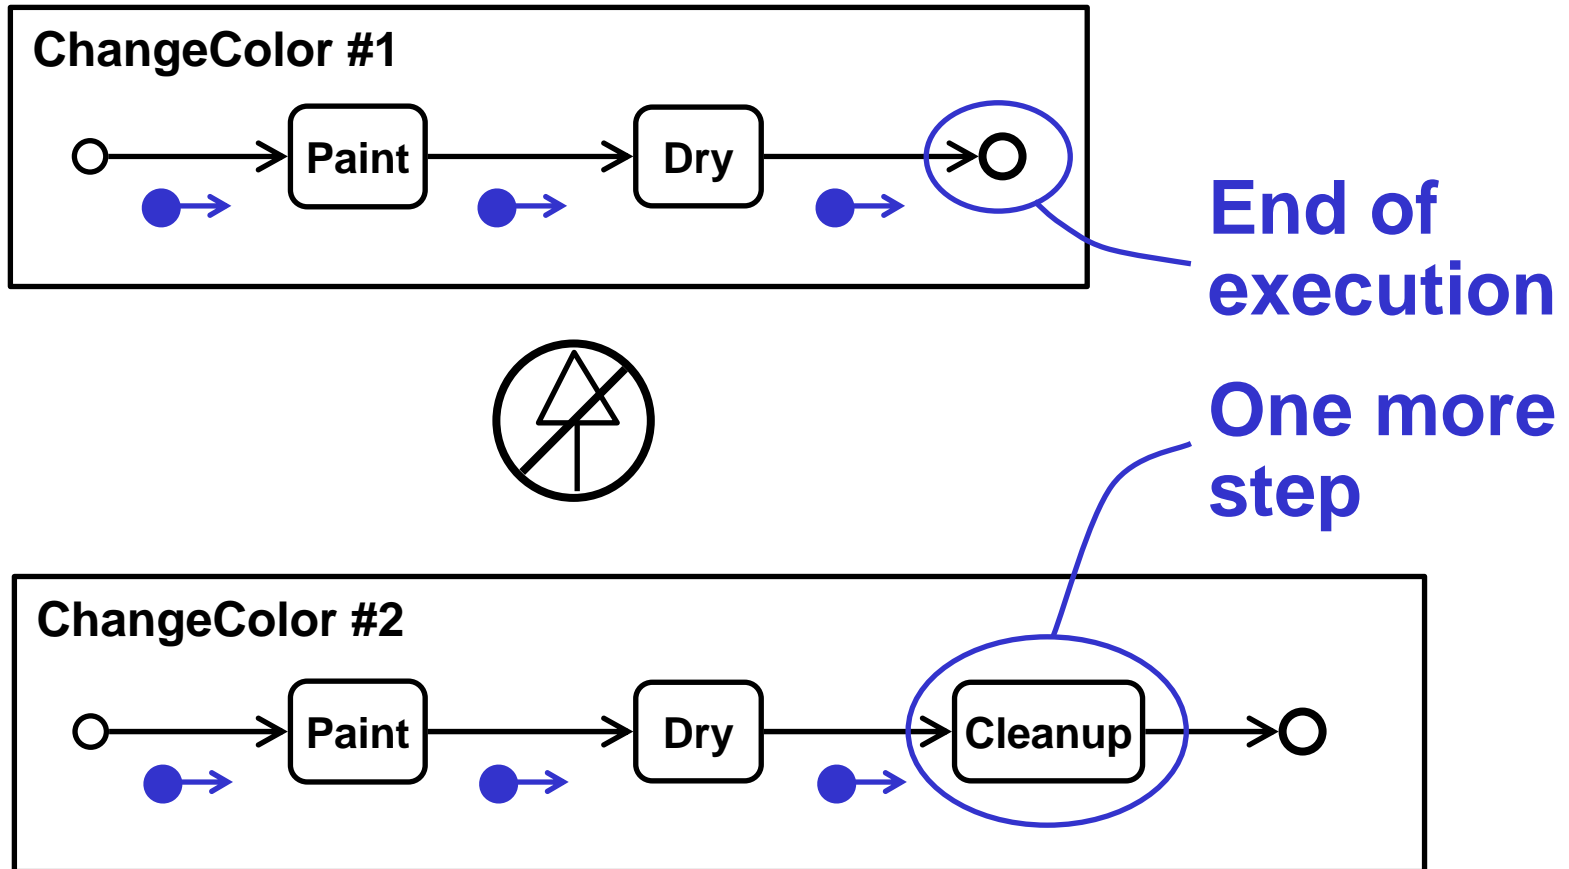 ChangeColor #1
Paint
Dry
End of
execution
One more
step
ChangeColor #2
Paint
Dry
Cleanup